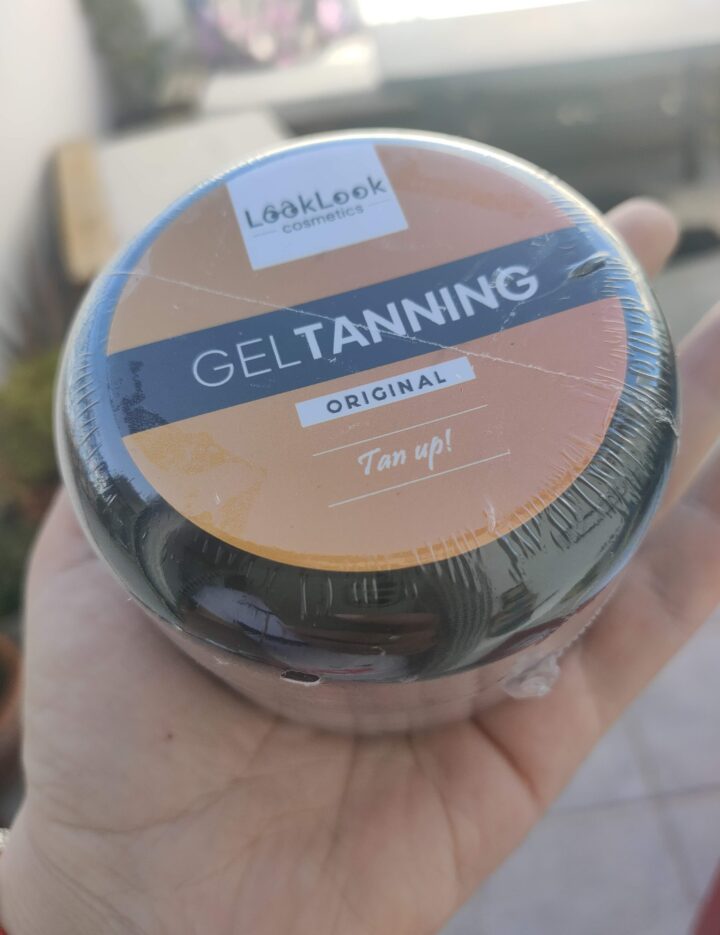 LookLook
cosmetics
GELTANNING
ORIGINAL
Tan up!